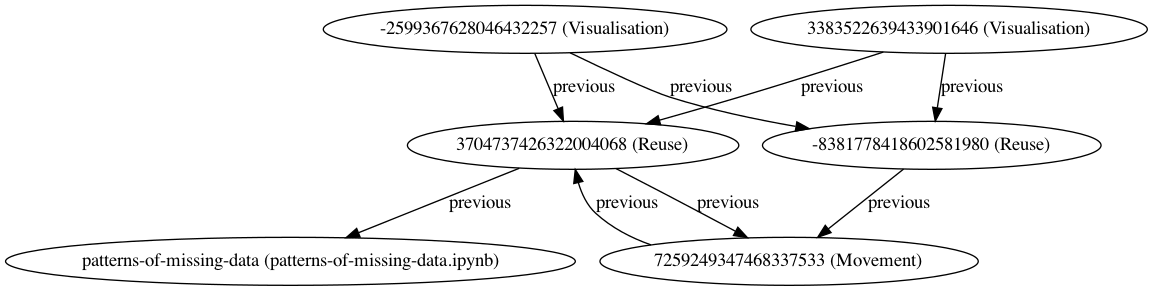 -2599367628046432257 (Visualisation)
3383522639433901646 (Visualisation)
previous
previous
previous
previous
3704737426322004068 (Reuse)
-8381778418602581980 (Reuse)
previous
previous
previous
previous
patterns-of-missing-data (patterns-of-missing-data.ipynb)
7259249347468337533 (Movement)